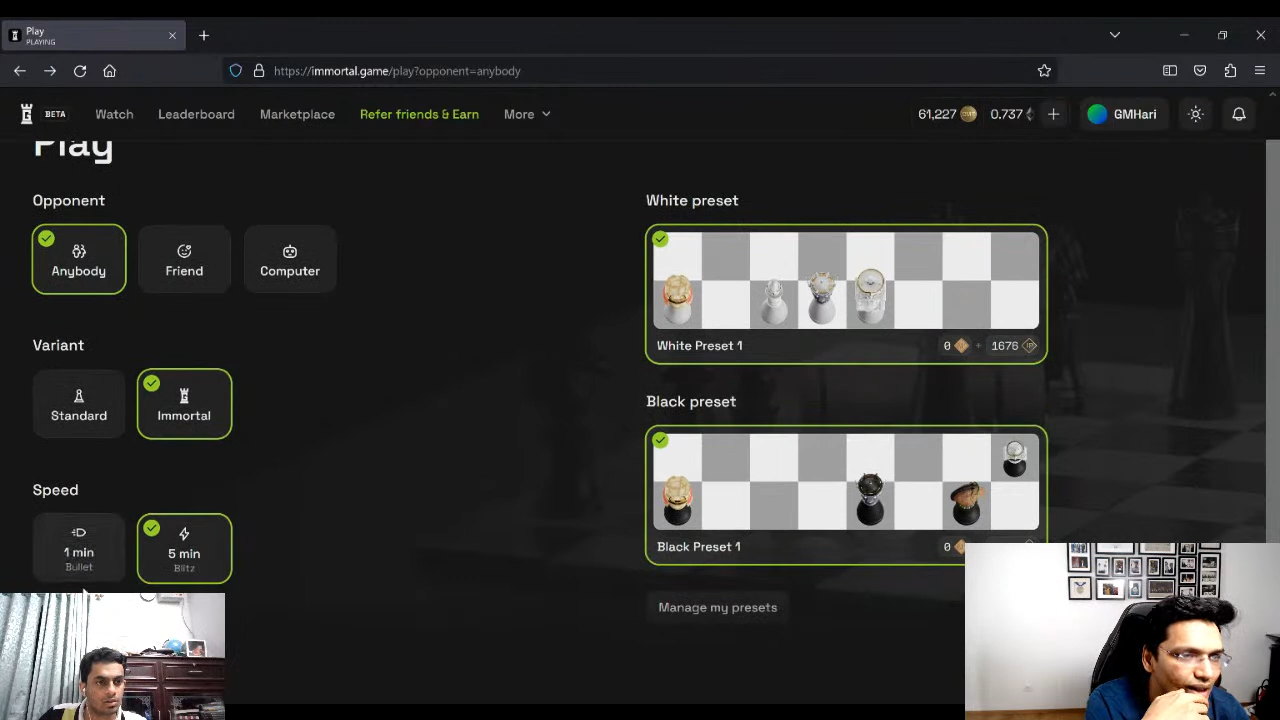 Play
PLAYING
https://immortal.game/play?opponent=anybody
BETA
Watch
Leaderboard
Marketplace
Refer friends & Earn
More
61,227
0.737
GMHari
Play
Opponent
Anybody
Friend
Computer
Variant
Standard
Immortal
Speed
1 min
Bullet
5 min
Blitz
White preset
White Preset 1
0 + 1676
Black preset
Black Preset 1
0
Manage my presets